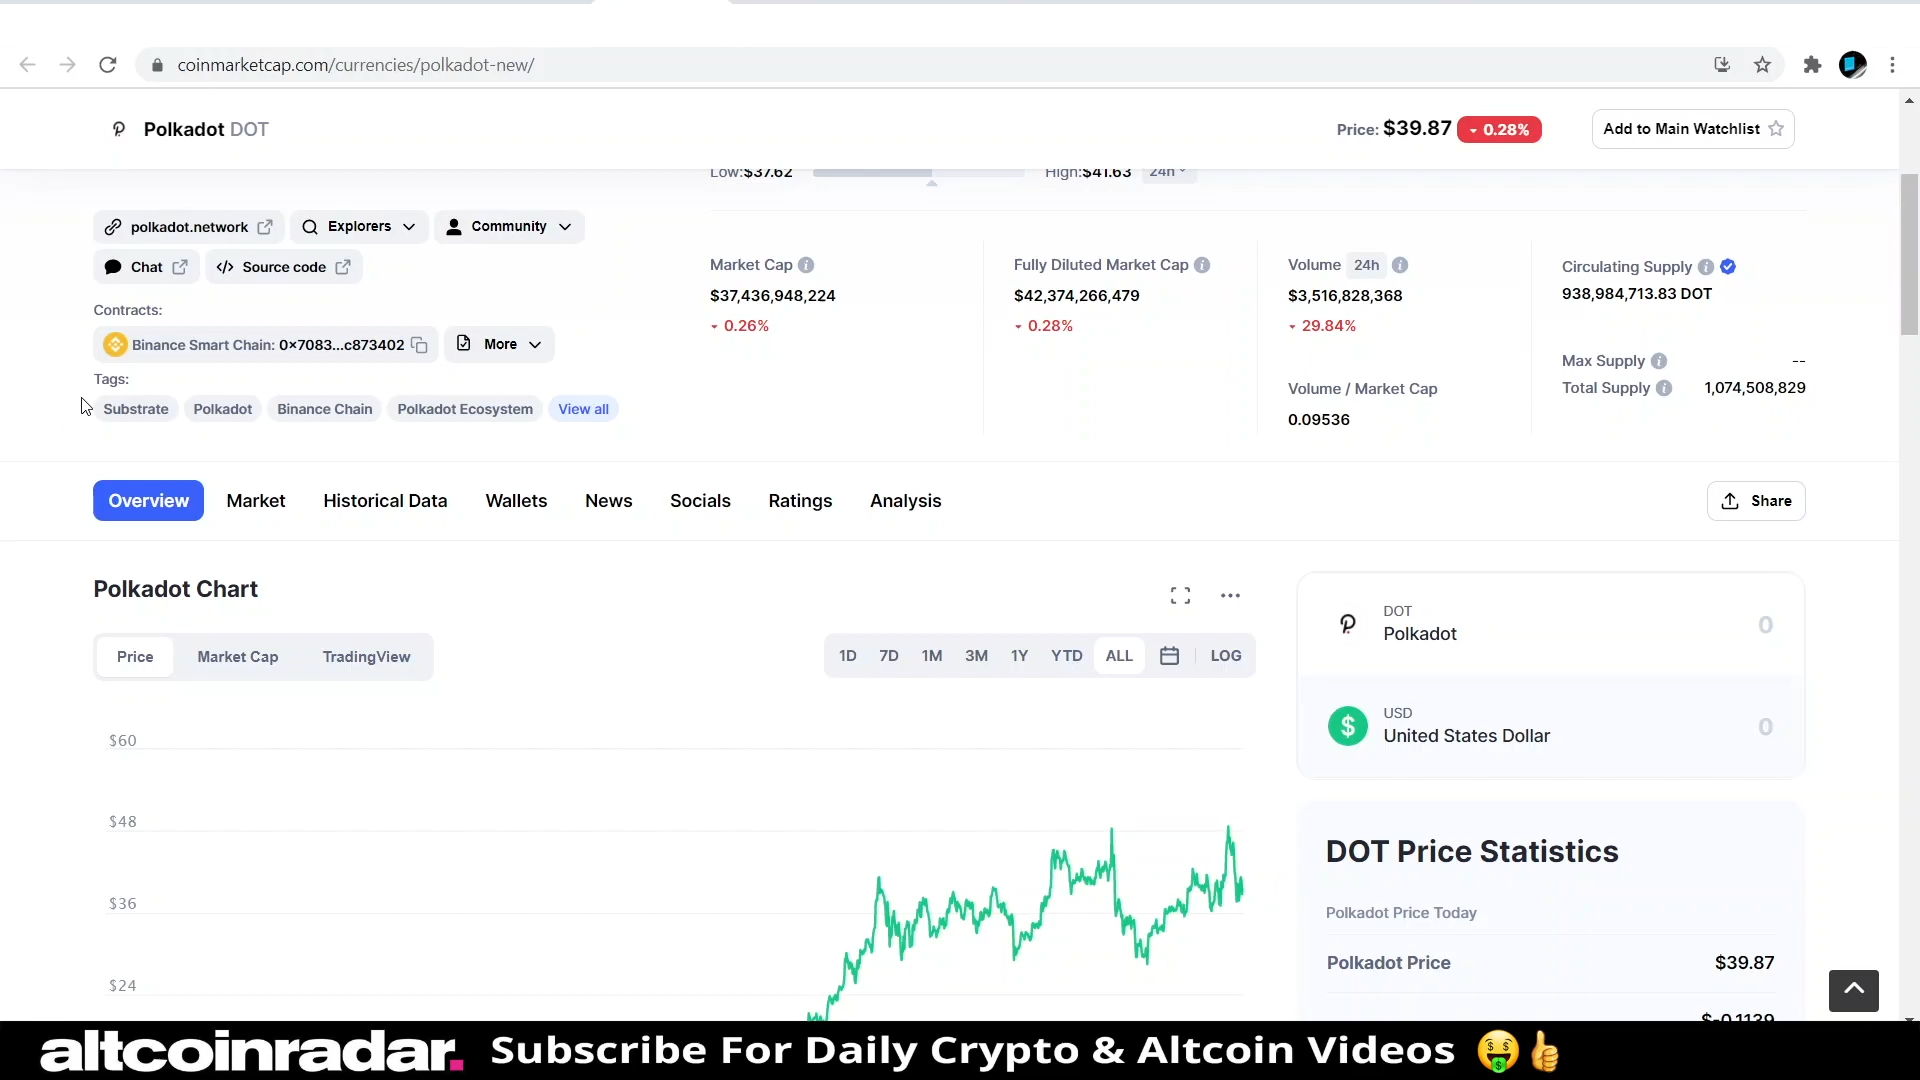 coinmarketcap.com/currencies/polkadot-new/
Polkadot DOT
Price: $39.87 0.28%
Add to Main Watchlist
Low:$37.62
High:$41.63 24h
polkadot.network
Explorers
Community
Chat
Source code
Contracts:
Binance Smart Chain: 0x7083...c873402
More
Tags:
Substrate
Polkadot
Binance Chain
Polkadot Ecosystem
View all
Market Cap
$37,436,948,224
0.26%
Fully Diluted Market Cap
$42,374,266,479
0.28%
Volume 24h
$3,516,828,368
29.84%
Volume / Market Cap
0.09536
Circulating Supply
938,984,713.83 DOT
Max Supply --
Total Supply 1,074,508,829
Overview
Market
Historical Data
Wallets
News
Socials
Ratings
Analysis
Share
Polkadot Chart
Price
Market Cap
TradingView
1D 7D 1M 3M 1Y YTD ALL LOG
$60
$48
$36
$24
DOT
Polkadot
0
USD
United States Dollar
0
DOT Price Statistics
Polkadot Price Today
Polkadot Price $39.87
$-0.1139
altcoinradar. Subscribe For Daily Crypto & Altcoin Videos